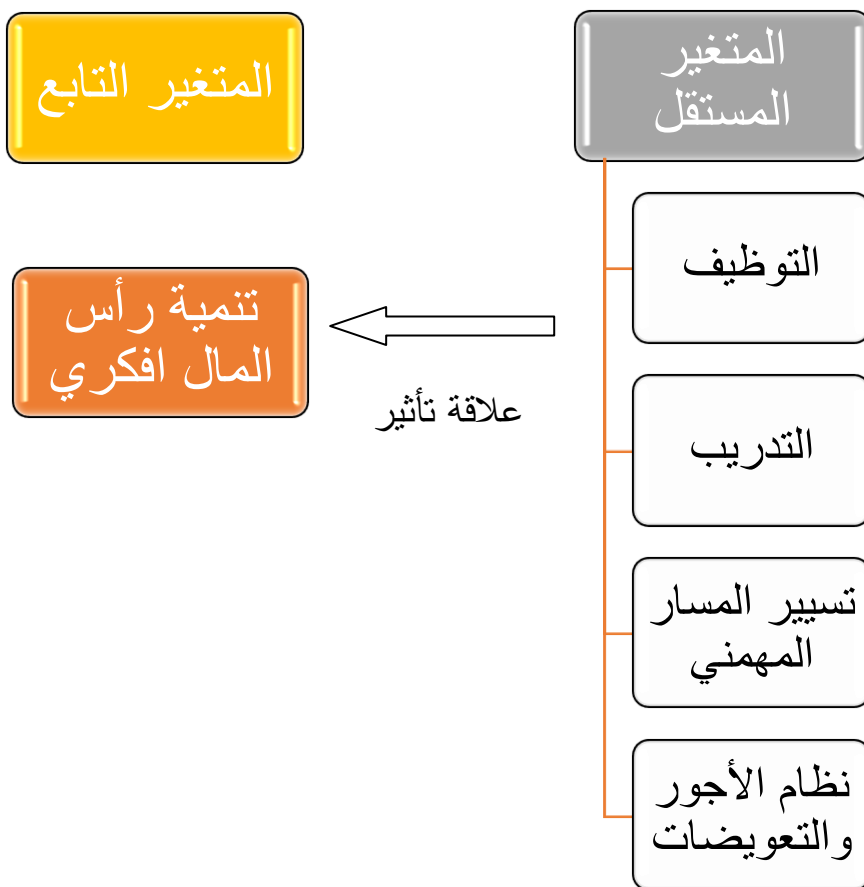 المتغير
المستقل
المتغير التابع
التوظيف
تنمية رأس
المال افكري
علاقة تأثير
التدريب
تسيير المسار
المهمني
نظام الأجور
والتعويضات